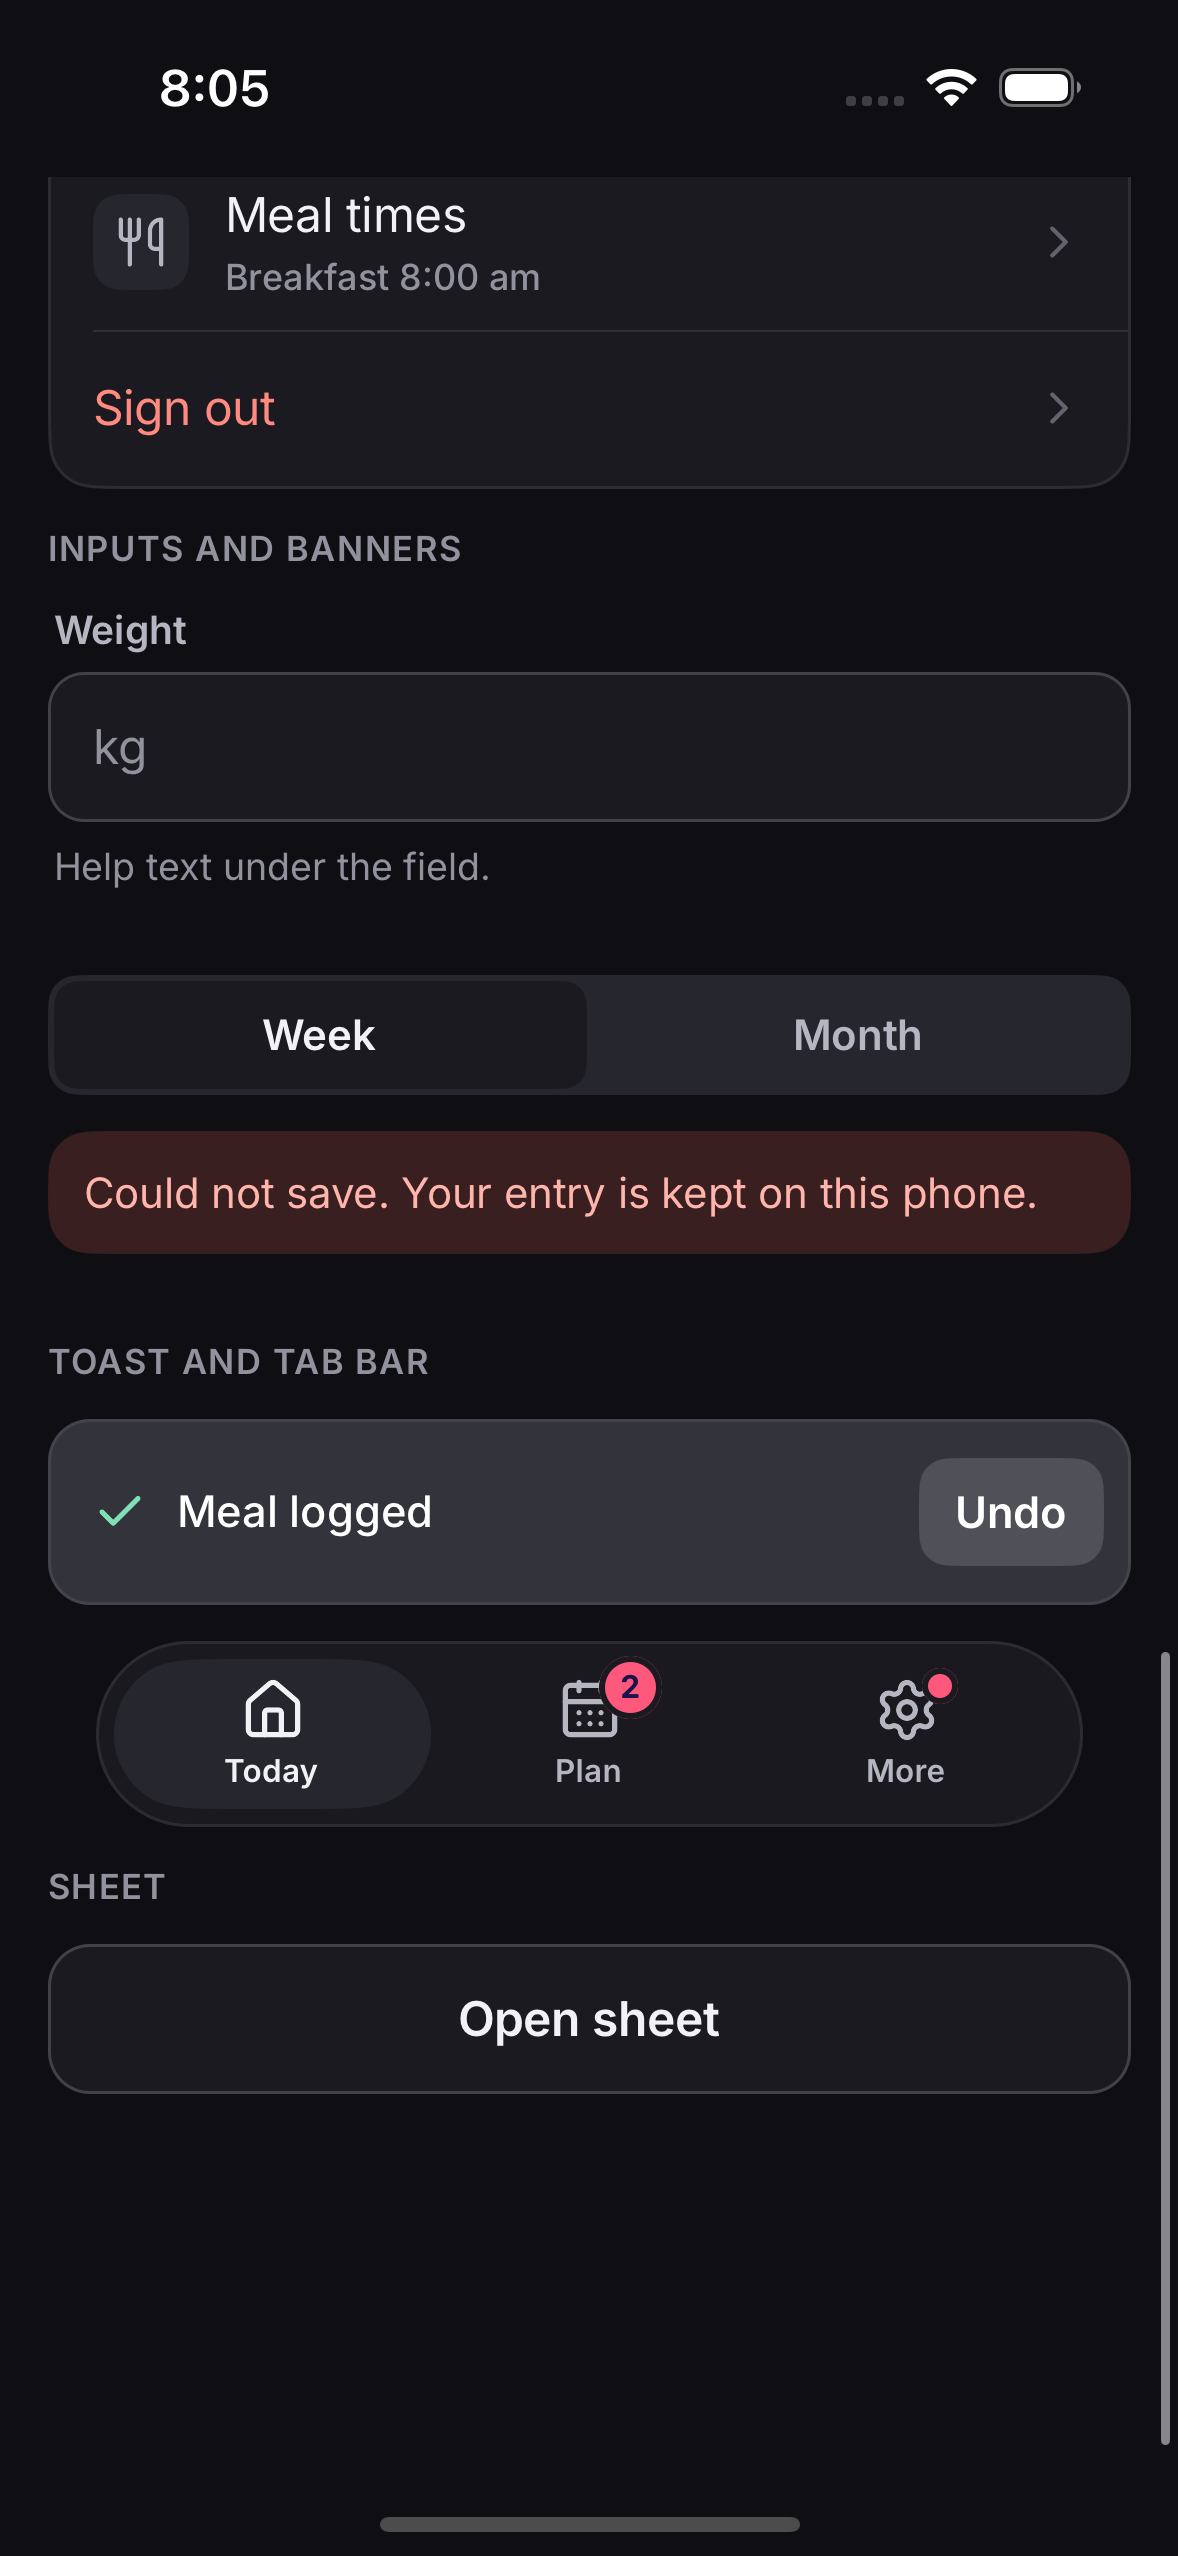 8:05
Meal times
Breakfast 8:00 am
Sign out
INPUTS AND BANNERS
Weight
kg
Help text under the field.
Week
Month
Could not save. Your entry is kept on this phone.
TOAST AND TAB BAR
Meal logged
Undo
2
Today
Plan
More
SHEET
Open sheet